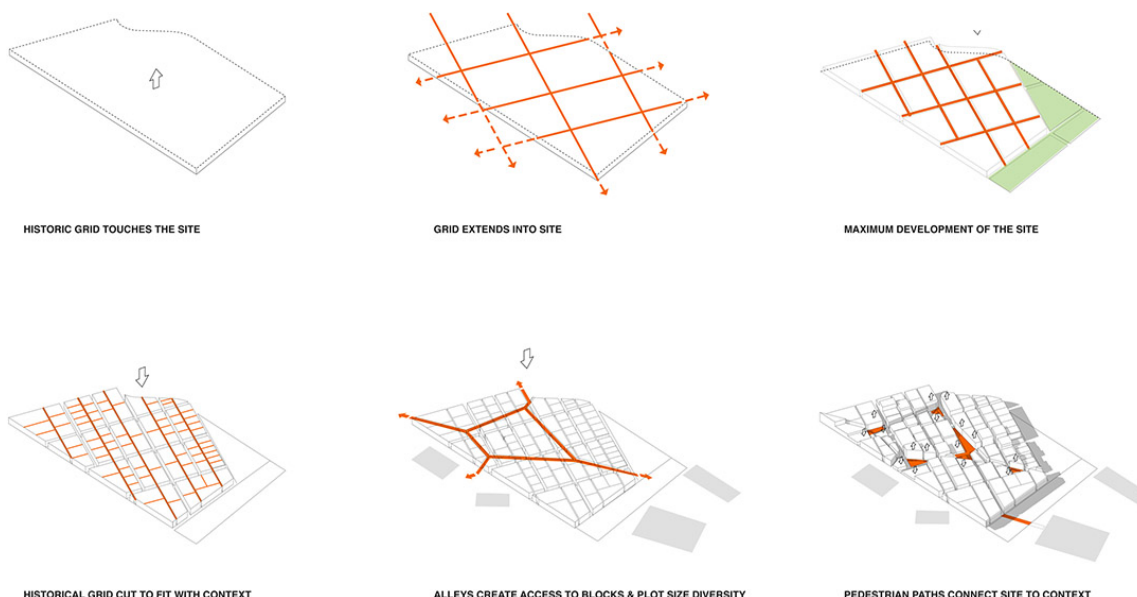 HISTORIC GRID TOUCHES THE SITE
GRID EXTENDS INTO SITE
MAXIMUM DEVELOPMENT OF THE SITE
HISTORICAL GRID CUT TO FIT WITH CONTEXT
ALLEYS CREATE ACCESS TO BLOCKS & PLOT SIZE DIVERSITY
PEDESTRIAN PATHS CONNECT SITE TO CONTEXT